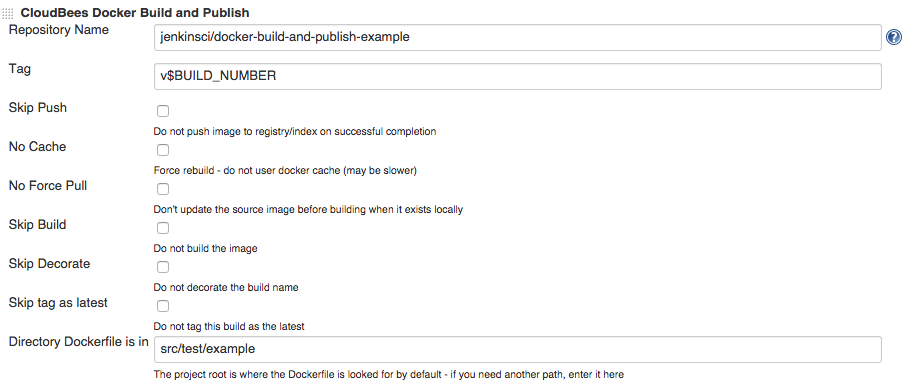 CloudBees Docker Build and Publish
Repository Name
jenkinsci/docker-build-and-publish-example
?
Tag
v$BUILD_NUMBER
Skip Push
Do not push image to registry/index on successful completion
No Cache
Force rebuild - do not user docker cache (may be slower)
No Force Pull
Don't update the source image before building when it exists locally
Skip Build
Do not build the image
Skip Decorate
Do not decorate the build name
Skip tag as latest
Do not tag this build as the latest
Directory Dockerfile is in
src/test/example
The project root is where the Dockerfile is looked for by default - if you need another path, enter it here